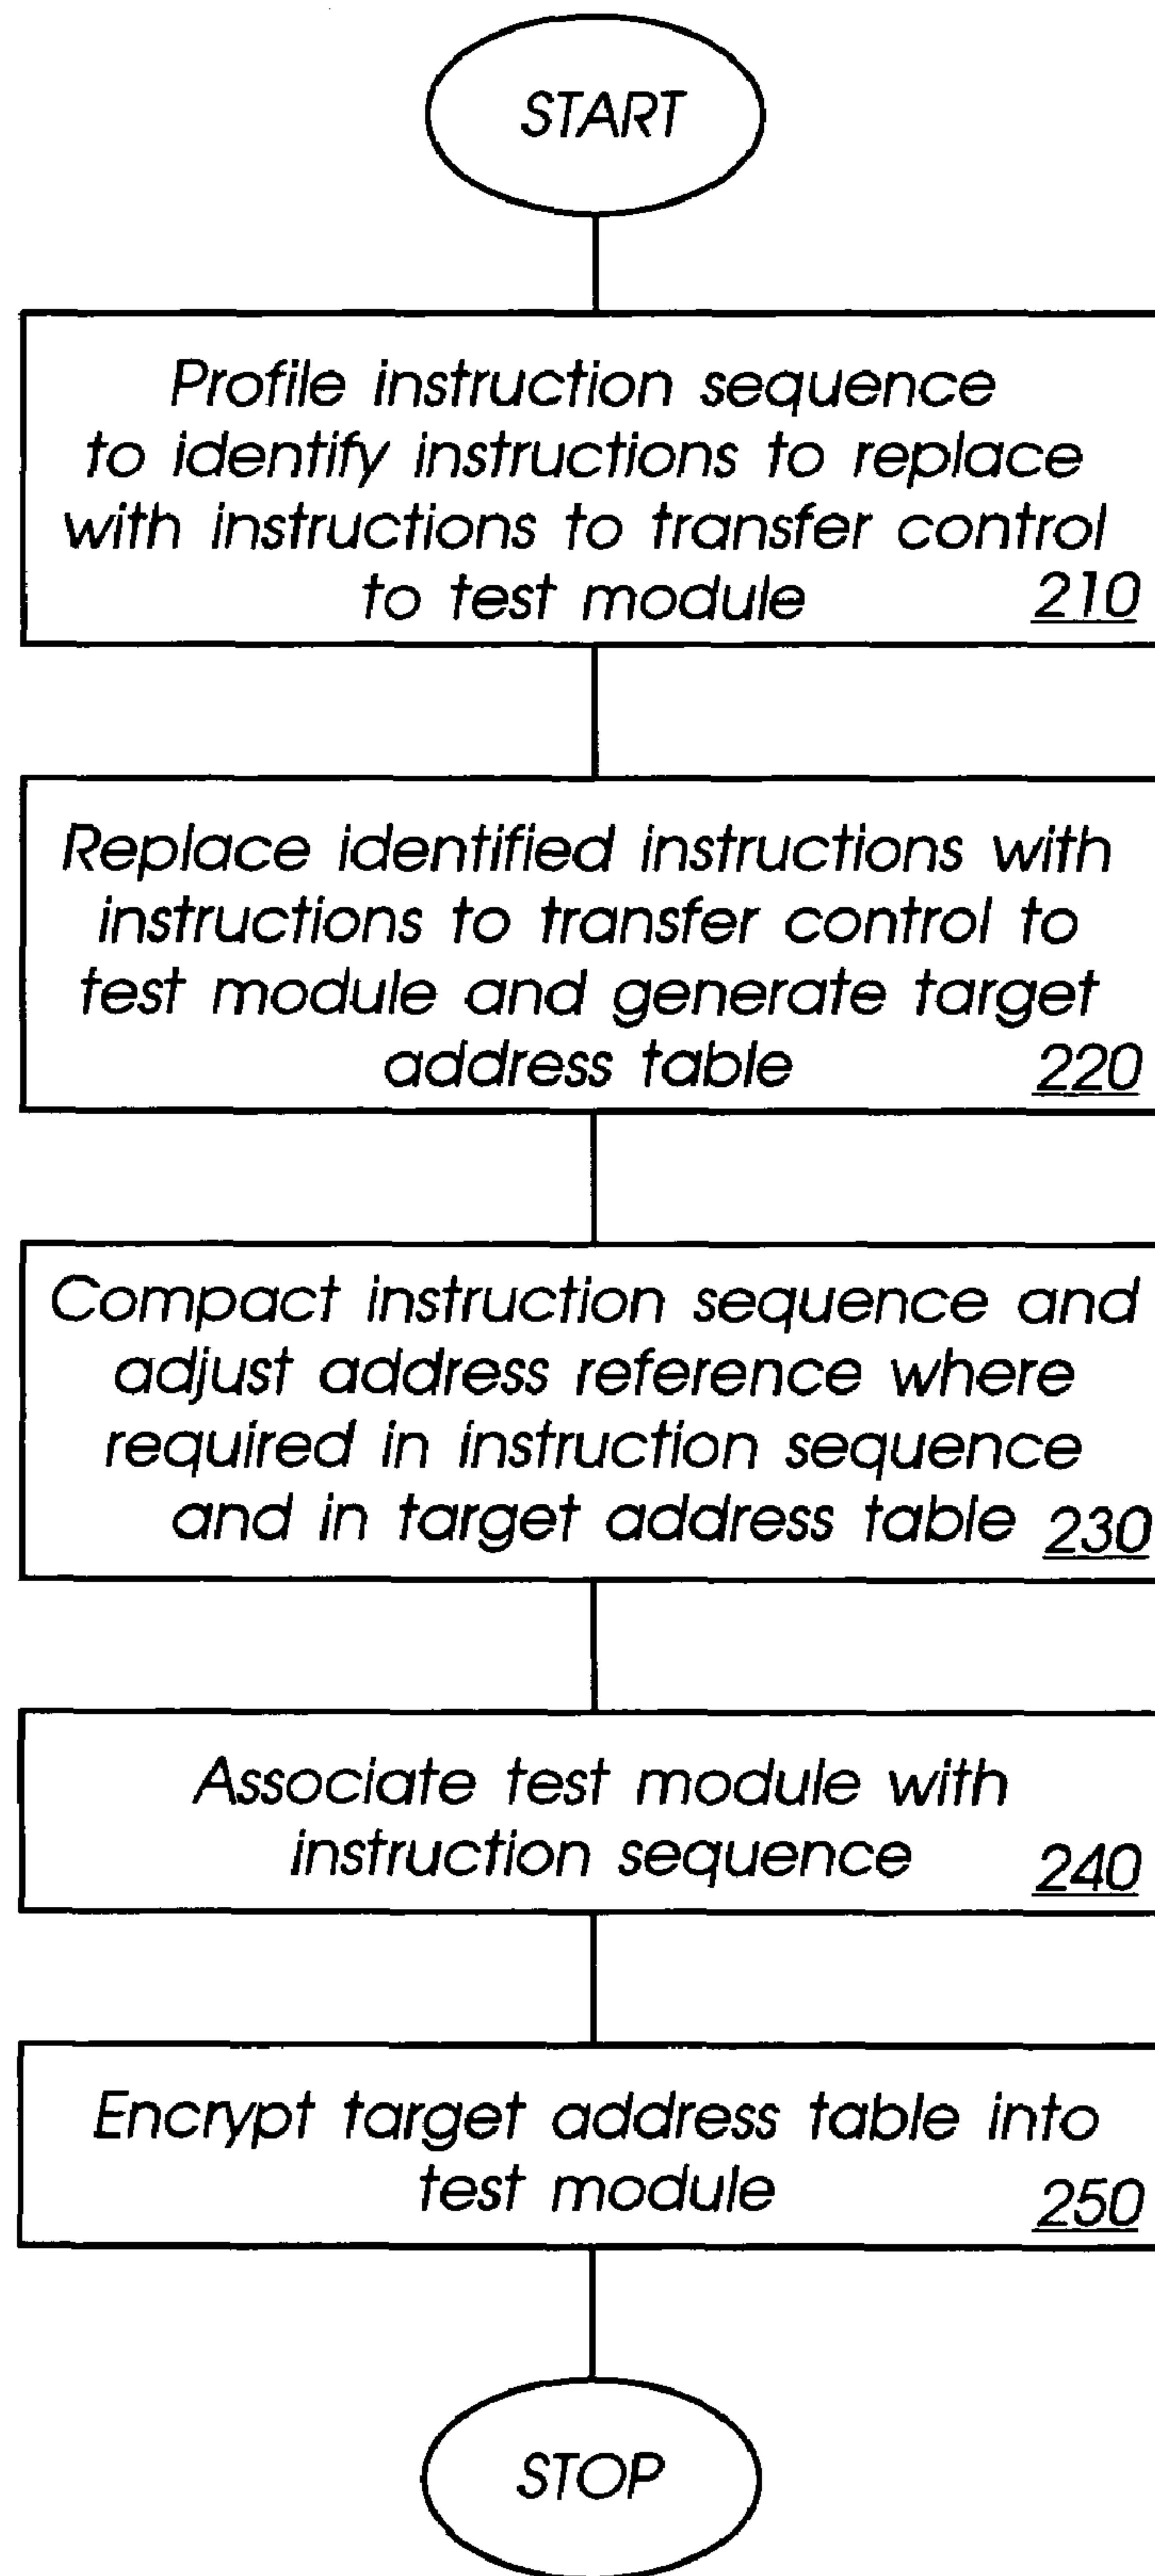 START
Profile instruction sequence
to identify instructions to replace
with instructions to transfer control
to test module 210
Replace identified instructions with
instructions to transfer control to
test module and generate target
address table 220
Compact instruction sequence and
adjust address reference where
required in instruction sequence
and in target address table 230
Associate test module with
instruction sequence 240
Encrypt target address table into
test module 250
STOP